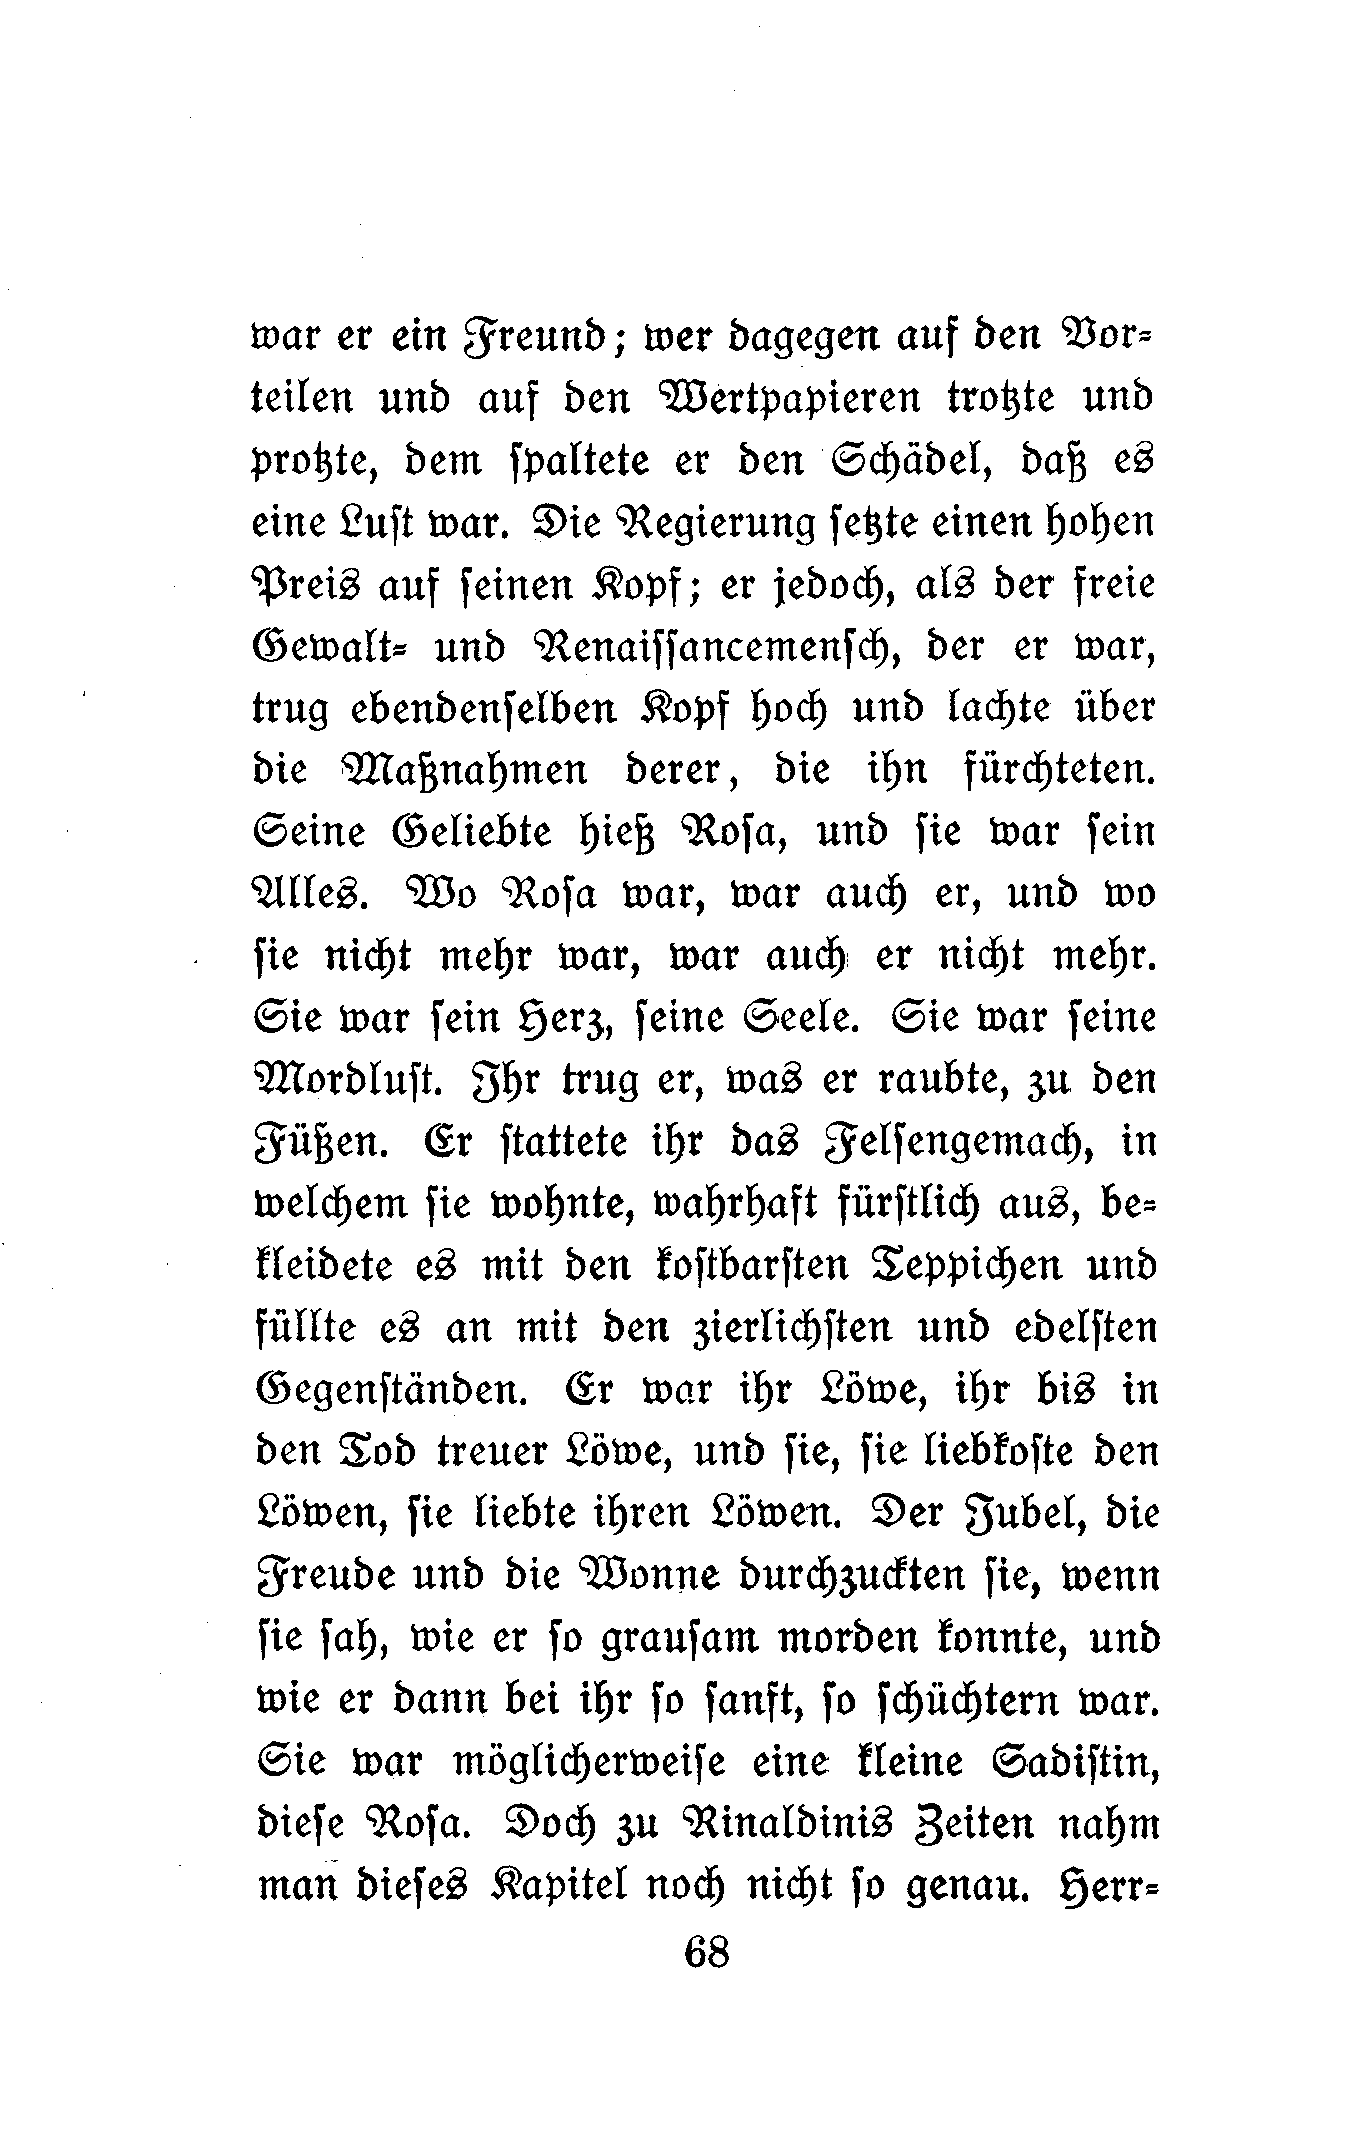 war er ein Freund; wer dagegen auf den Vor-
teilen und auf den Wertpapieren trotzte und
protzte, dem spaltete er den Schädel, daß es
eine Lust war. Die Regierung setzte einen hohen
Preis auf seinen Kopf; er jedoch, als der freie
Gewalt- und Renaissancemensch, der er war,
trug ebendenselben Kopf hoch und lachte über
die Maßnahmen derer, die ihn fürchteten.
Seine Geliebte hieß Rosa, und sie war sein
Alles. Wo Rosa war, war auch er, und wo
sie nicht mehr war, war auch er nicht mehr.
Sie war sein Herz, seine Seele. Sie war seine
Mordlust. Ihr trug er, was er raubte, zu den
Füßen. Er stattete ihr das Felsengemach, in
welchem sie wohnte, wahrhaft fürstlich aus, be-
kleidete es mit den kostbarsten Teppichen und
füllte es an mit den zierlichsten und edelsten
Gegenständen. Er war ihr Löwe, ihr bis in
den Tod treuer Löwe, und sie, sie liebkoste den
Löwen, sie liebte ihren Löwen. Der Jubel, die
Freude und die Wonne durchzuckten sie, wenn
sie sah, wie er so grausam morden konnte, und
wie er dann bei ihr so sanft, so schüchtern war.
Sie war möglicherweise eine kleine Sadistin,
diese Rosa. Doch zu Rinaldinis Zeiten nahm
man dieses Kapitel noch nicht so genau. Herr-
68